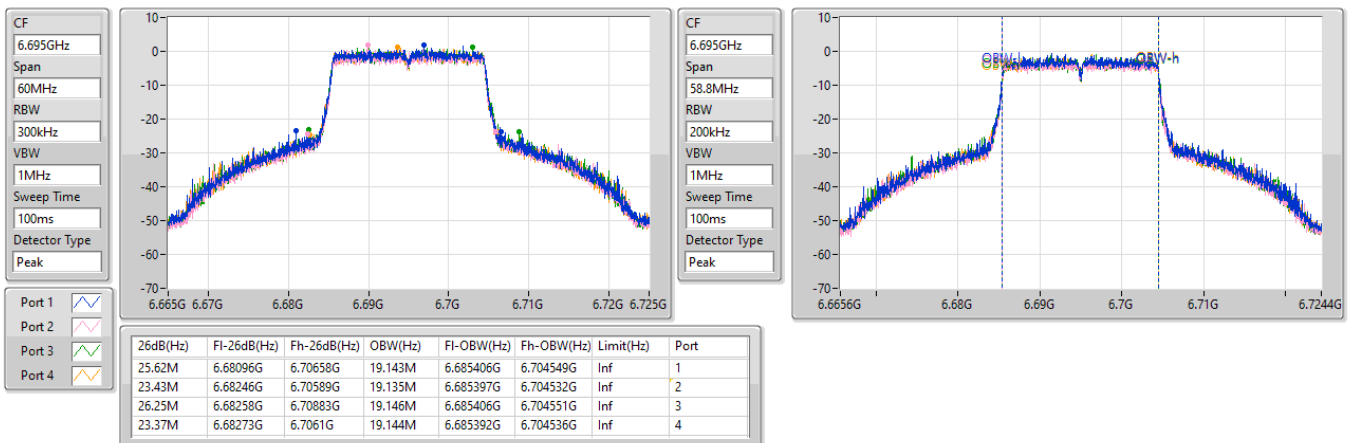 CF
6.695GHz
Span
60MHz
RBW
300kHz
VBW
1MHz
Sweep Time
100ms
Detector Type
Peak
10
0
-10
-20
-30
-40
-50
-60
-70
6.665G 6.67G 6.68G 6.69G 6.7G 6.71G 6.72G 6.725G
CF
6.695GHz
Span
58.8MHz
RBW
200kHz
VBW
1MHz
Sweep Time
100ms
Detector Type
Peak
10
0
-10
-20
-30
-40
-50
-60
-70
OBW-h
6.6656G 6.68G 6.69G 6.7G 6.71G 6.7244G
Port 1
Port 2
Port 3
Port 4
26dB(Hz) Fl-26dB(Hz) Fh-26dB(Hz) OBW(Hz) Fl-OBW(Hz) Fh-OBW(Hz) Limit(Hz) Port
25.62M 6.68096G 6.70658G 19.143M 6.685406G 6.704549G Inf 1
23.43M 6.68246G 6.70589G 19.135M 6.685397G 6.704532G Inf 2
26.25M 6.68258G 6.70883G 19.146M 6.685406G 6.704551G Inf 3
23.37M 6.68273G 6.7061G 19.144M 6.685392G 6.704536G Inf 4